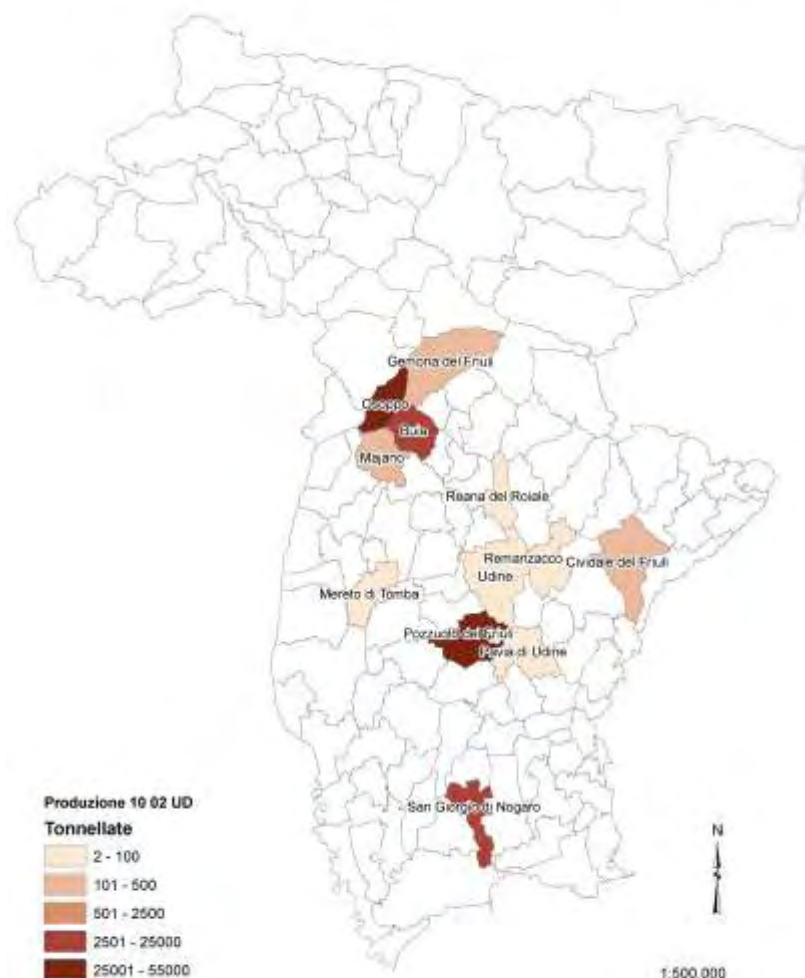 Gemona del Friuli
Osoppo
Buia
Majano
Reana del Roiale
Remanzacco
Cividale del Friuli
Udine
Mereto di Tomba
Pozzuolo del Friuli
Pavia di Udine
San Giorgio di Nogaro
Produzione 10 02 UD
Tonnellate
2 - 100
101 - 500
501 - 2500
2501 - 25000
25001 - 55000
N
1:500.000